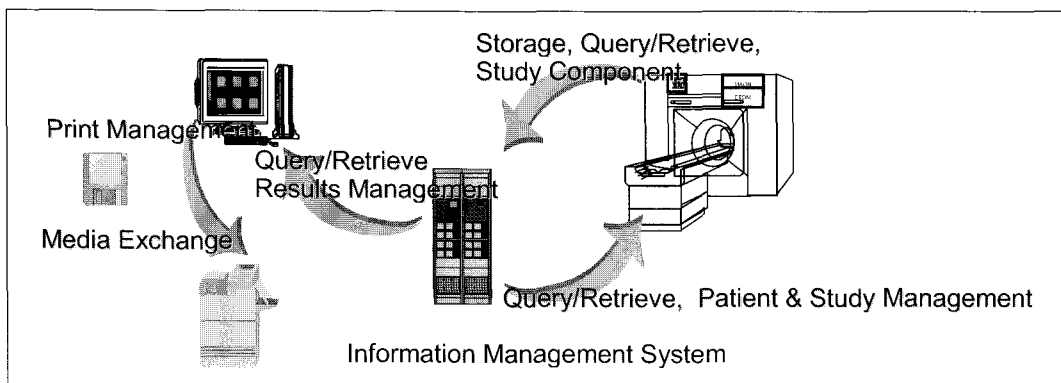 Storage, Query/Retrieve,
Study Component
Print Management
Query/Retrieve
Results Management
Media Exchange
Query/Retrieve, Patient & Study Management
Information Management System